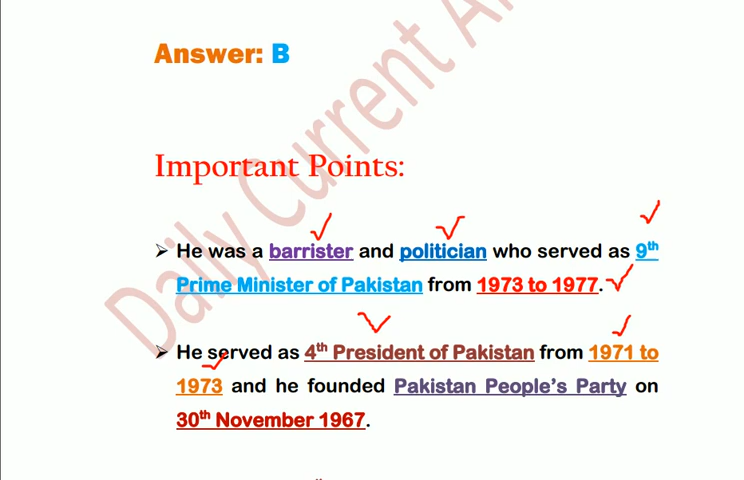 Answer: B
Daily Current
Important Points:
➢ He was a barrister and politician who served as 9th
Prime Minister of Pakistan from 1973 to 1977.
➢ He served as 4th President of Pakistan from 1971 to
1973 and he founded Pakistan People's Party on
30th November 1967.